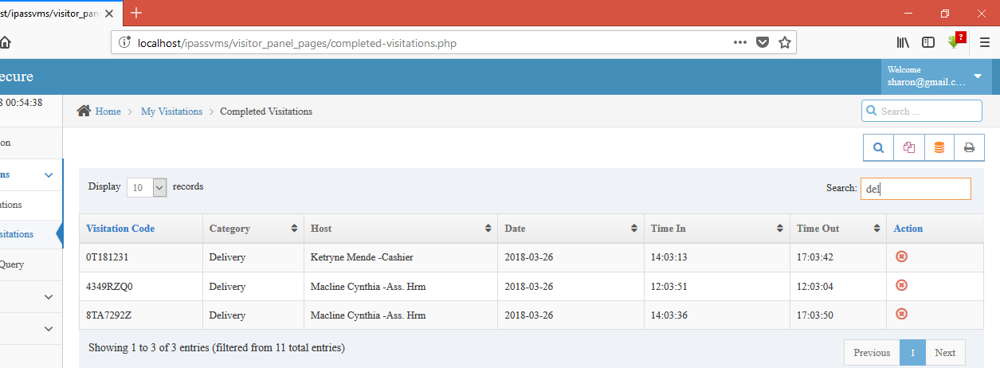 st/ipassvms/visitor_pan
localhost/ipassvms/visitor_panel_pages/completed-visitations.php
?
ecure
Welcome
sharon@gmail.c...
8 00:54:38
Home
My Visitations
Completed Visitations
Search ...
on
ns
ations
sitations
Query
Display 10 records
Search: del
Visitation Code Category Host Date Time In Time Out Action
0T181231 Delivery Ketryne Mende -Cashier 2018-03-26 14:03:13 17:03:42
4349RZQ0 Delivery Macline Cynthia -Ass. Hrm 2018-03-26 12:03:51 12:03:04
8TA7292Z Delivery Macline Cynthia -Ass. Hrm 2018-03-26 14:03:36 17:03:50
Showing 1 to 3 of 3 entries (filtered from 11 total entries)
Previous 1 Next